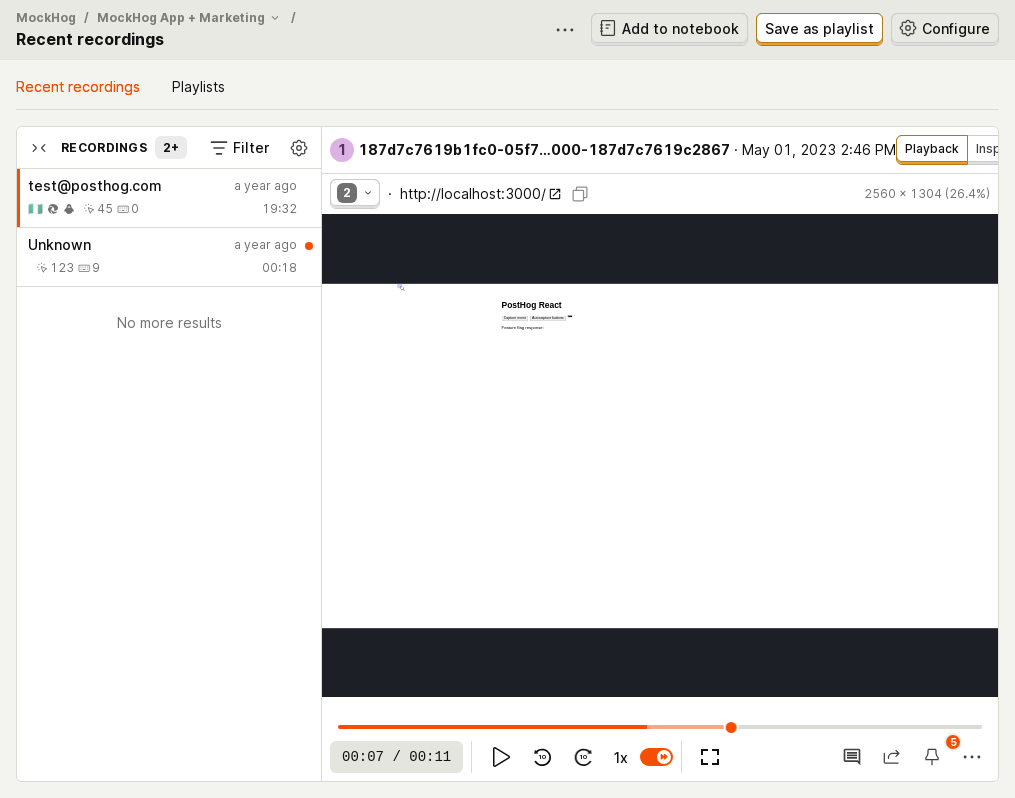 MockHog / MockHog App + Marketing /
Recent recordings
Add to notebook
Save as playlist
Configure
Recent recordings
Playlists
RECORDINGS 2+
Filter
test@posthog.com a year ago
45 0 19:32
Unknown a year ago
123 9 00:18
No more results
1 187d7c7619b1fc0-05f7...000-187d7c7619c2867 · May 01, 2023 2:46 PM
Playback
Insp
2 · http://localhost:3000/
2560 × 1304 (26.4%)
PostHog React
Capture event Autocapture buttons
Feature flag response:
00:07 / 00:11
10
10
1x
5